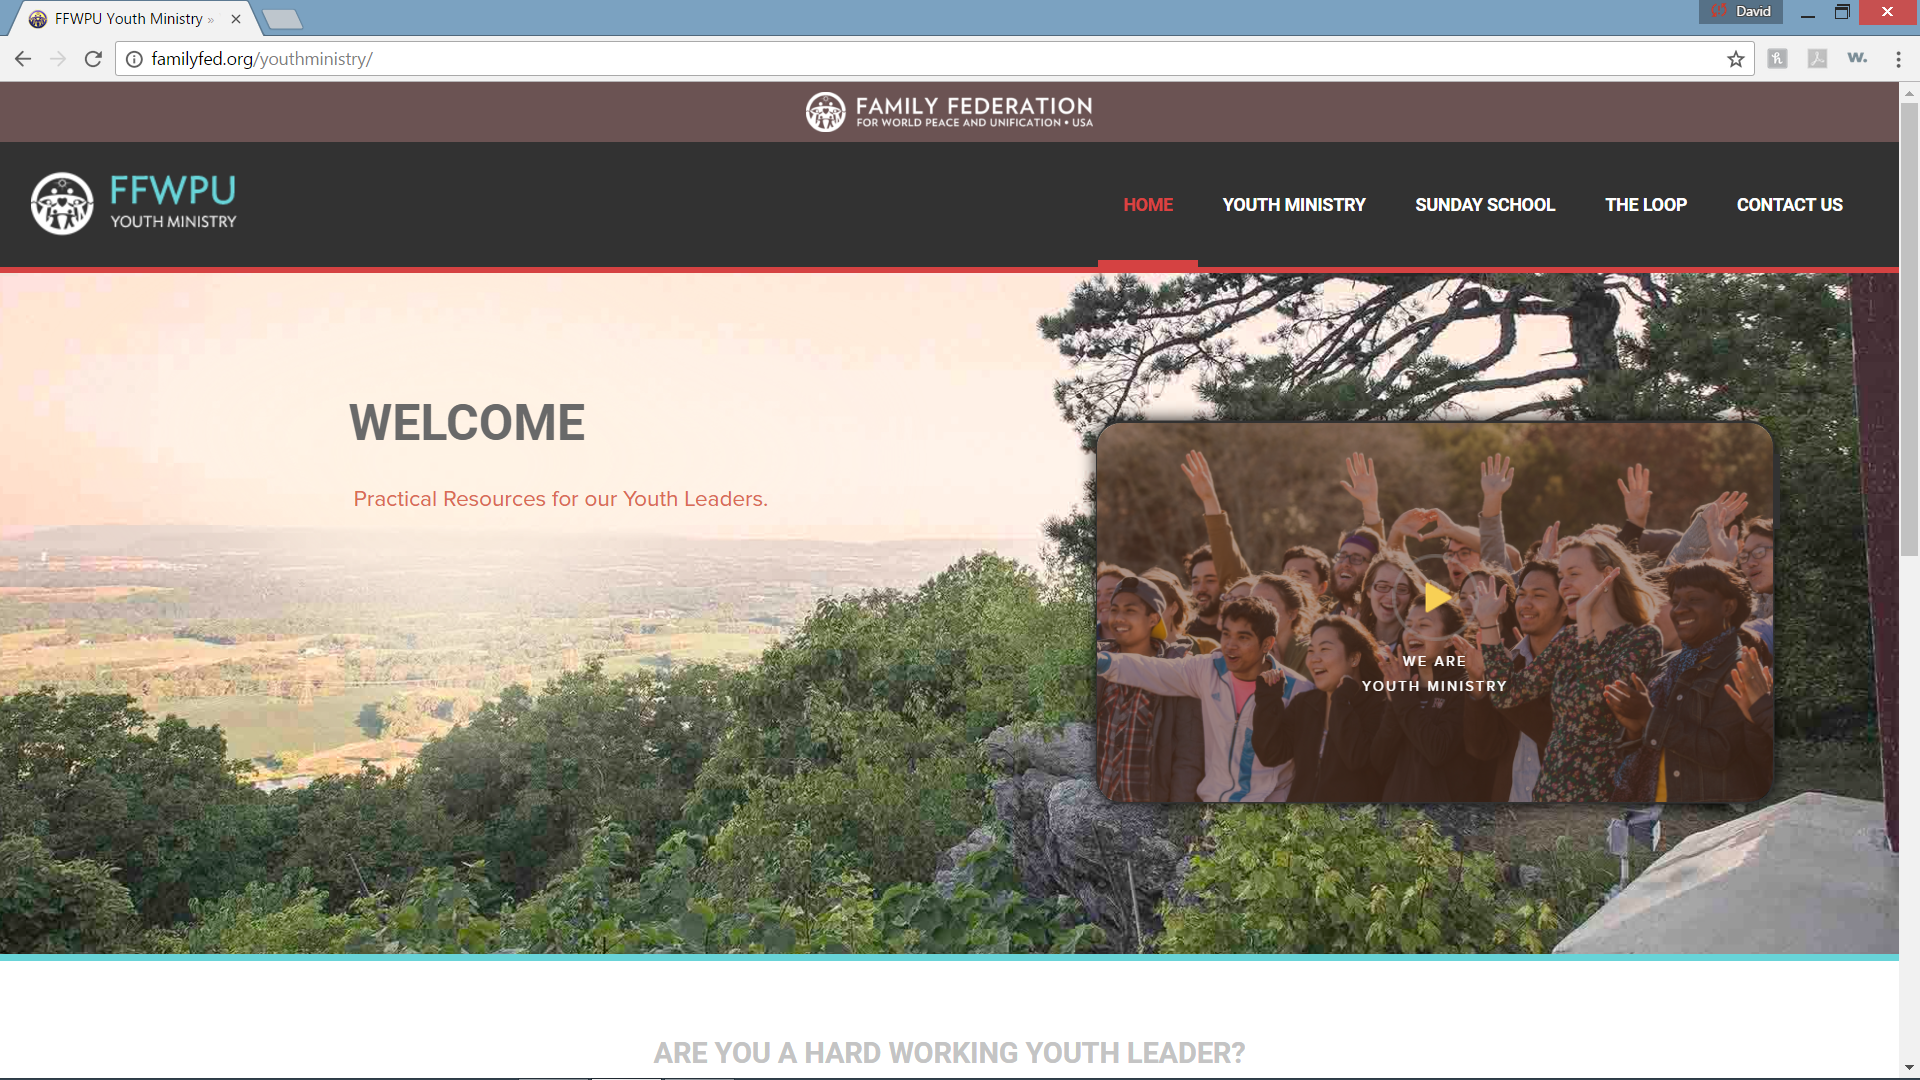 FFWPU Youth Ministry »
David
familyfed.org/youthministry/
w.
FAMILY FEDERATION
FOR WORLD PEACE AND UNIFICATION • USA
FFWPU
YOUTH MINISTRY
HOME YOUTH MINISTRY SUNDAY SCHOOL THE LOOP CONTACT US
WELCOME
Practical Resources for our Youth Leaders.
WE ARE
YOUTH MINISTRY
ARE YOU A HARD WORKING YOUTH LEADER?